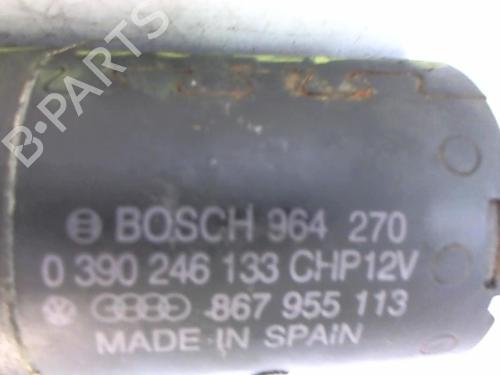 B-PARTS
BOSCH 964 270
0 390 246 133 CHP12V
867 955 113
MADE IN SPAIN